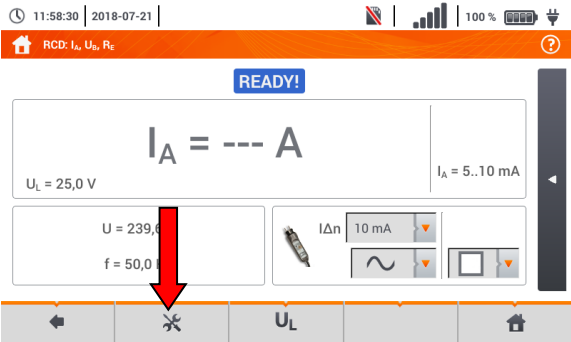 11:58:30 2018-07-21 100 %
RCD: IA, UB, RE
READY!
IA = --- A
UL = 25,0 V
IA = 5..10 mA
U = 239,6
f = 50,0
IΔn 10 mA
UL